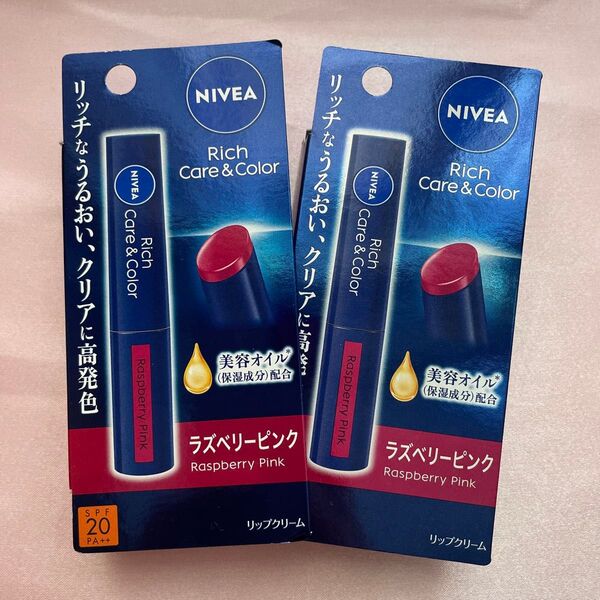 NIVEA
Rich
Care & Color
リッチなうるおい、クリアに高発色
NIVEA
Rich
Care & Color
Raspberry Pink
美容オイル*
(保湿成分)配合
ラズベリーピンク
Raspberry Pink
SPF
20
PA++
リップクリーム
NIVEA
Rich
Care & Color
リッチなうるおい、クリアに高
NIVEA
Rich
Care & Color
Raspberry Pink
美容オイル*
(保湿成分)配合
ラズベリーピンク
Raspberry Pink
リップクリーム